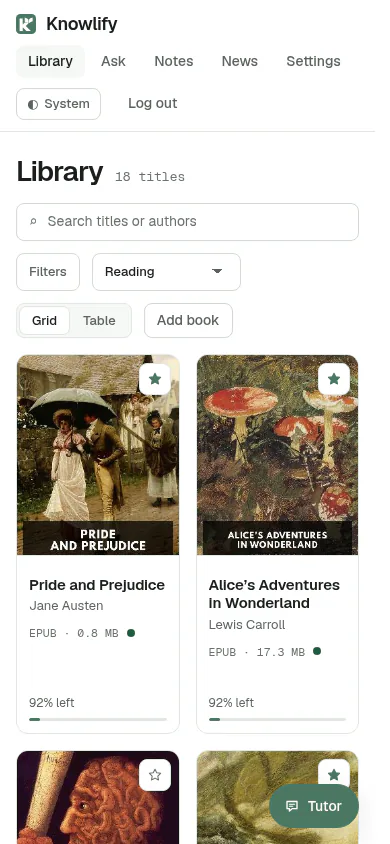 Knowlify
Library Ask Notes News Settings
System Log out
Library 18 titles
Search titles or authors
Filters Reading
Grid Table Add book
PRIDE
AND PREJUDICE
ALICE'S ADVENTURES
IN WONDERLAND
Pride and Prejudice
Jane Austen
EPUB · 0.8 MB
92% left
Alice’s Adventures
in Wonderland
Lewis Carroll
EPUB · 17.3 MB
92% left
Tutor